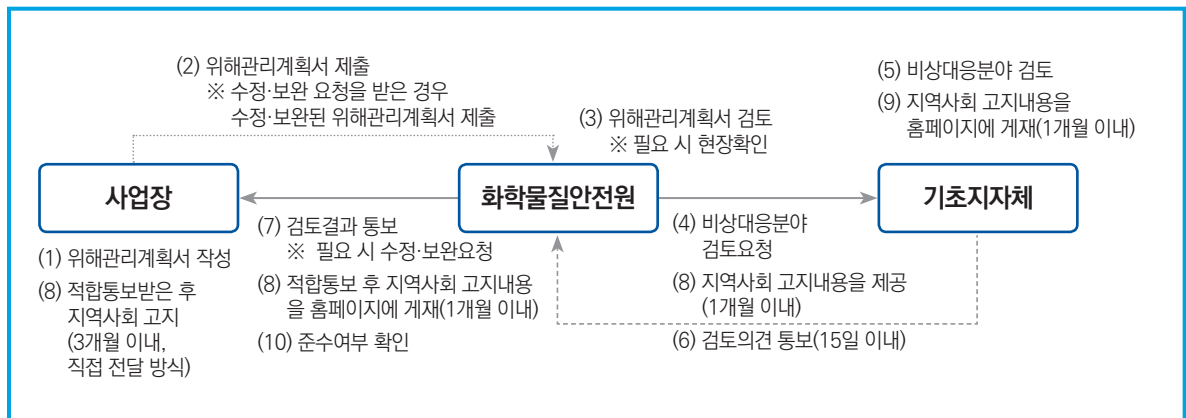 (2) 위해관리계획서 제출
※ 수정·보완 요청을 받은 경우
수정·보완된 위해관리계획서 제출
(3) 위해관리계획서 검토
※ 필요 시 현장확인
(5) 비상대응분야 검토
(9) 지역사회 고지내용을
홈페이지에 게재(1개월 이내)
사업장
화학물질안전원
기초지자체
(1) 위해관리계획서 작성
(8) 적합통보받은 후
지역사회 고지
(3개월 이내,
직접 전달 방식)
(7) 검토결과 통보
※ 필요 시 수정·보완요청
(8) 적합통보 후 지역사회 고지내용
을 홈페이지에 게재(1개월 이내)
(10) 준수여부 확인
(4) 비상대응분야
검토요청
(8) 지역사회 고지내용을 제공
(1개월 이내)
(6) 검토의견 통보(15일 이내)